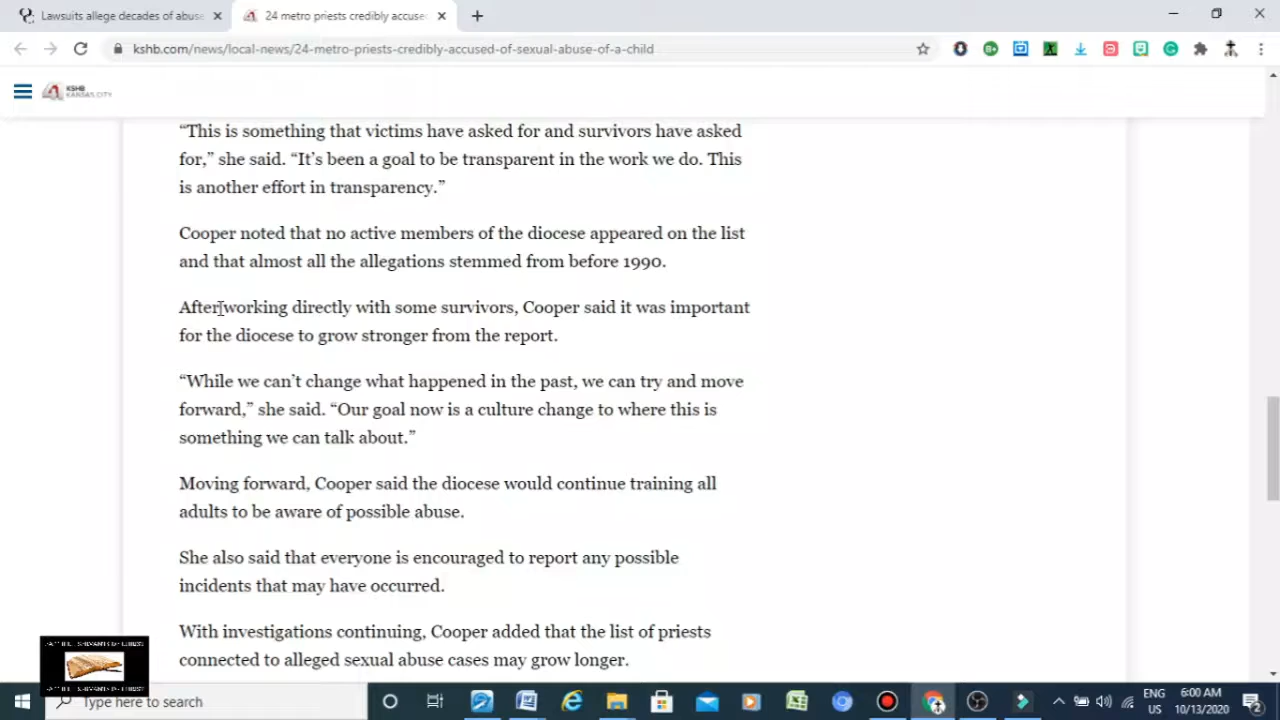 Lawsuits allege decades of abuse
24 metro priests credibly accuse
kshb.com/news/local-news/24-metro-priests-credibly-accused-of-sexual-abuse-of-a-child
KSHB
KANSAS CITY
“This is something that victims have asked for and survivors have asked
for,” she said. “It’s been a goal to be transparent in the work we do. This
is another effort in transparency.”
Cooper noted that no active members of the diocese appeared on the list
and that almost all the allegations stemmed from before 1990.
After working directly with some survivors, Cooper said it was important
for the diocese to grow stronger from the report.
“While we can’t change what happened in the past, we can try and move
forward,” she said. “Our goal now is a culture change to where this is
something we can talk about.”
Moving forward, Cooper said the diocese would continue training all
adults to be aware of possible abuse.
She also said that everyone is encouraged to report any possible
incidents that may have occurred.
With investigations continuing, Cooper added that the list of priests
connected to alleged sexual abuse cases may grow longer.
Type here to search
ENG
US
6:00 AM
10/13/2020
2